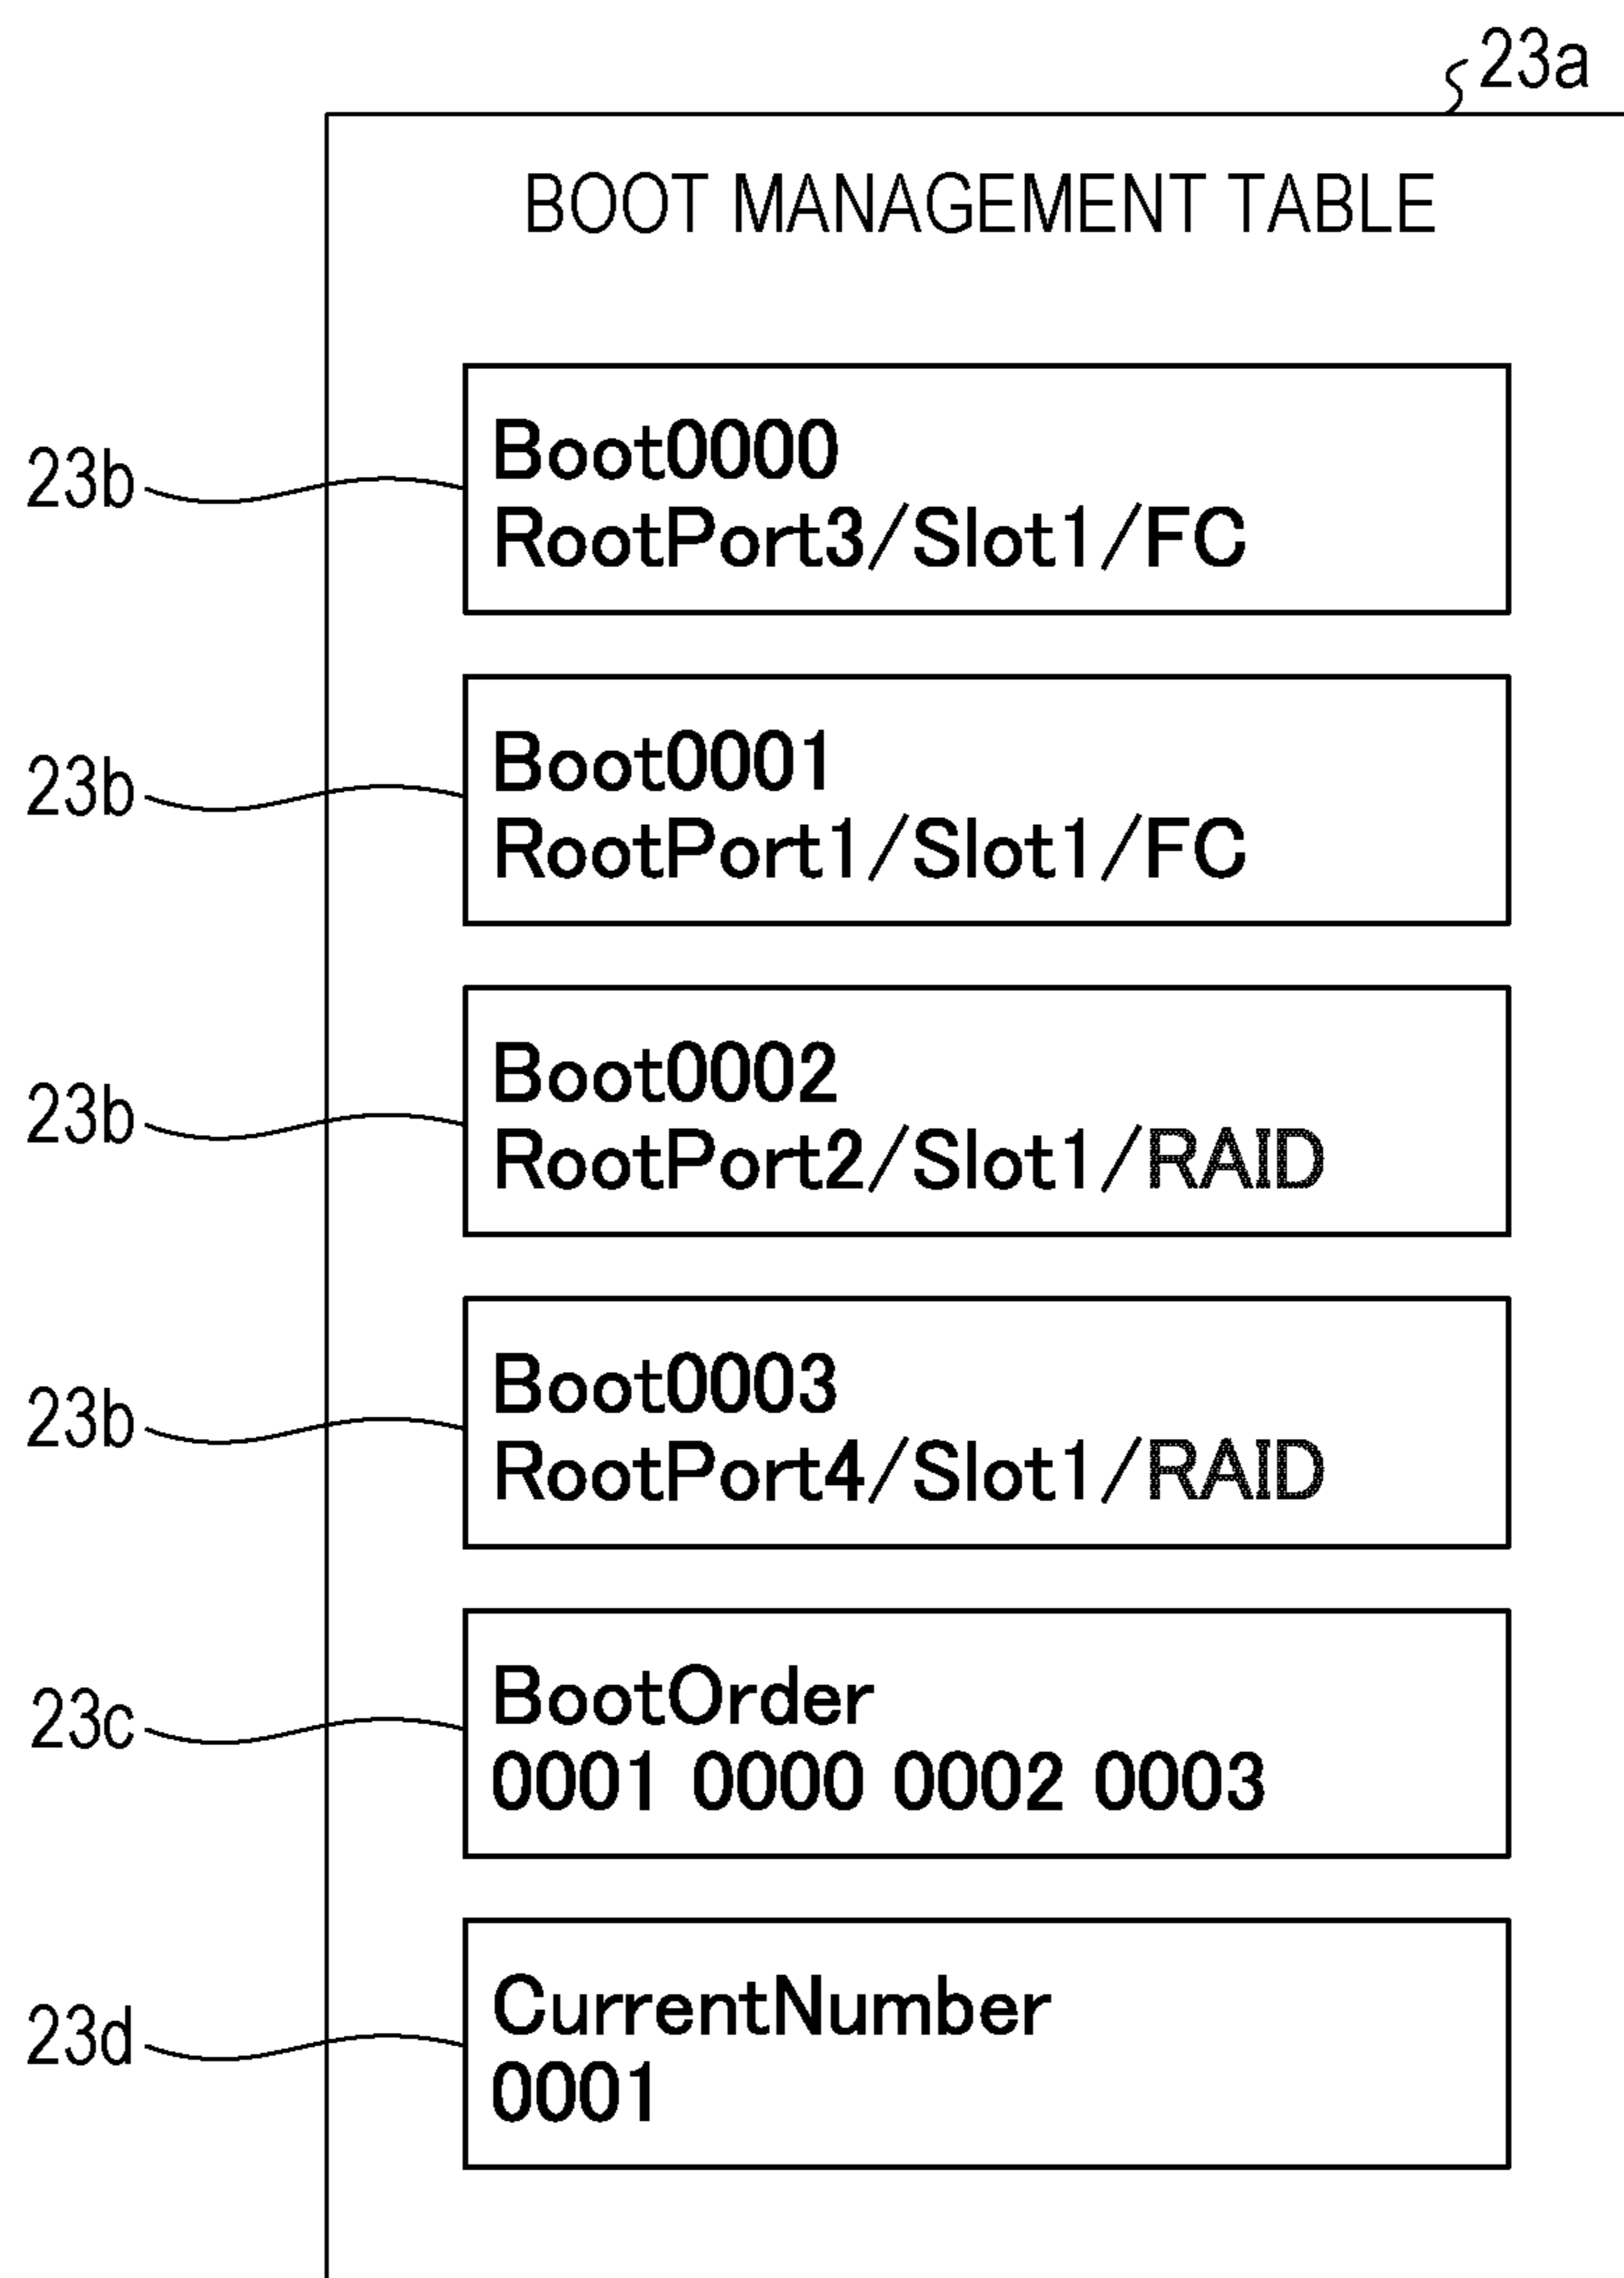 23a
BOOT MANAGEMENT TABLE
23b
Boot0000
RootPort3/Slot1/FC
23b
Boot0001
RootPort1/Slot1/FC
23b
Boot0002
RootPort2/Slot1/RAID
23b
Boot0003
RootPort4/Slot1/RAID
23c
BootOrder
0001 0000 0002 0003
23d
CurrentNumber
0001